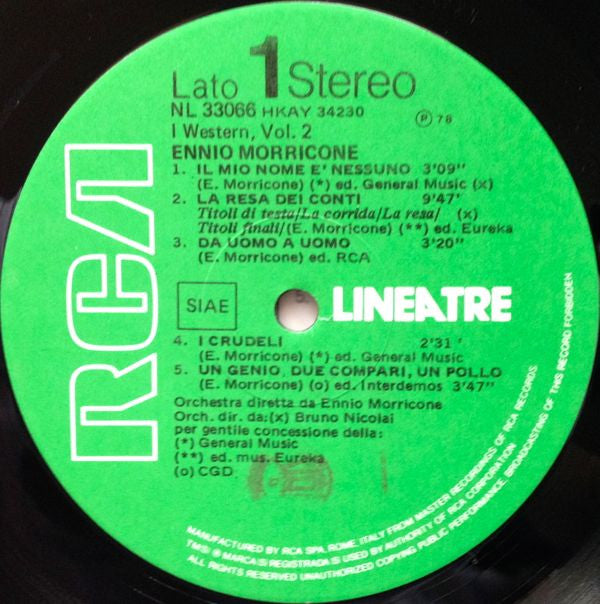 RCA
Lato 1 Stereo
NL 33066 HKAY 34230
℗ 78
I Western, Vol. 2
ENNIO MORRICONE
1. IL MIO NOME E' NESSUNO 3'09"
(E. Morricone) (*) ed. General Music (x)
2. LA RESA DEI CONTI 9'47'
Titoli di testa/La corrida/La resa/ (x)
Titoli finali/(E. Morricone) (**) ed. Eureka
3. DA UOMO A UOMO 3'20"
(E. Morricone) ed. RCA
SIAE
LINEATRE
4. I CRUDELI 2'31'
(E. Morricone) (*) ed. General Music
5. UN GENIO, DUE COMPARI, UN POLLO
(E. Morricone) (o) ed. Interdemos 3'47"
Orchestra diretta da Ennio Morricone
Orch. dir. da:(x) Bruno Nicolai
per gentile concessione della:
(*) General Music
(**) ed. mus. Eureka
(o) CGD
MANUFACTURED BY RCA SPA, ROME, ITALY FROM MASTER RECORDINGS OF RCA RECORDS
TM(S) ® MARCA(S) REGISTRADA(S) USED BY AUTHORITY OF RCA CORPORATION
ALL RIGHTS RESERVED UNAUTHORIZED COPYING PUBLIC PERFORMANCE BROADCASTING OF THIS RECORD FORBIDDEN